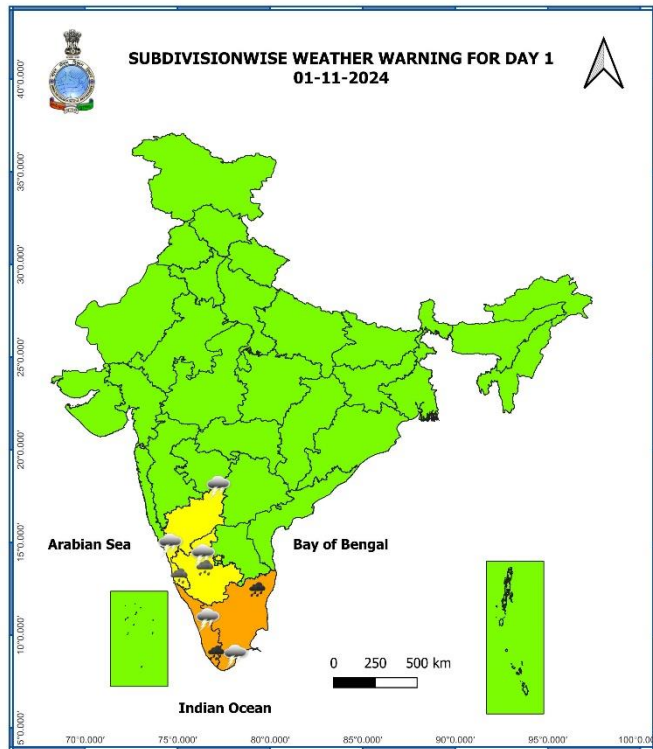 SUBDIVISIONWISE WEATHER WARNING FOR DAY 1
01-11-2024
40°0.000'
35°0.000'
30°0.000'
25°0.000'
20°0.000'
15°0.000'
10°0.000'
5°0.000'
Arabian Sea
Bay of Bengal
0 250 500 km
Indian Ocean
70°0.000' 75°0.000' 80°0.000' 85°0.000' 90°0.000' 95°0.000' 100°0.0